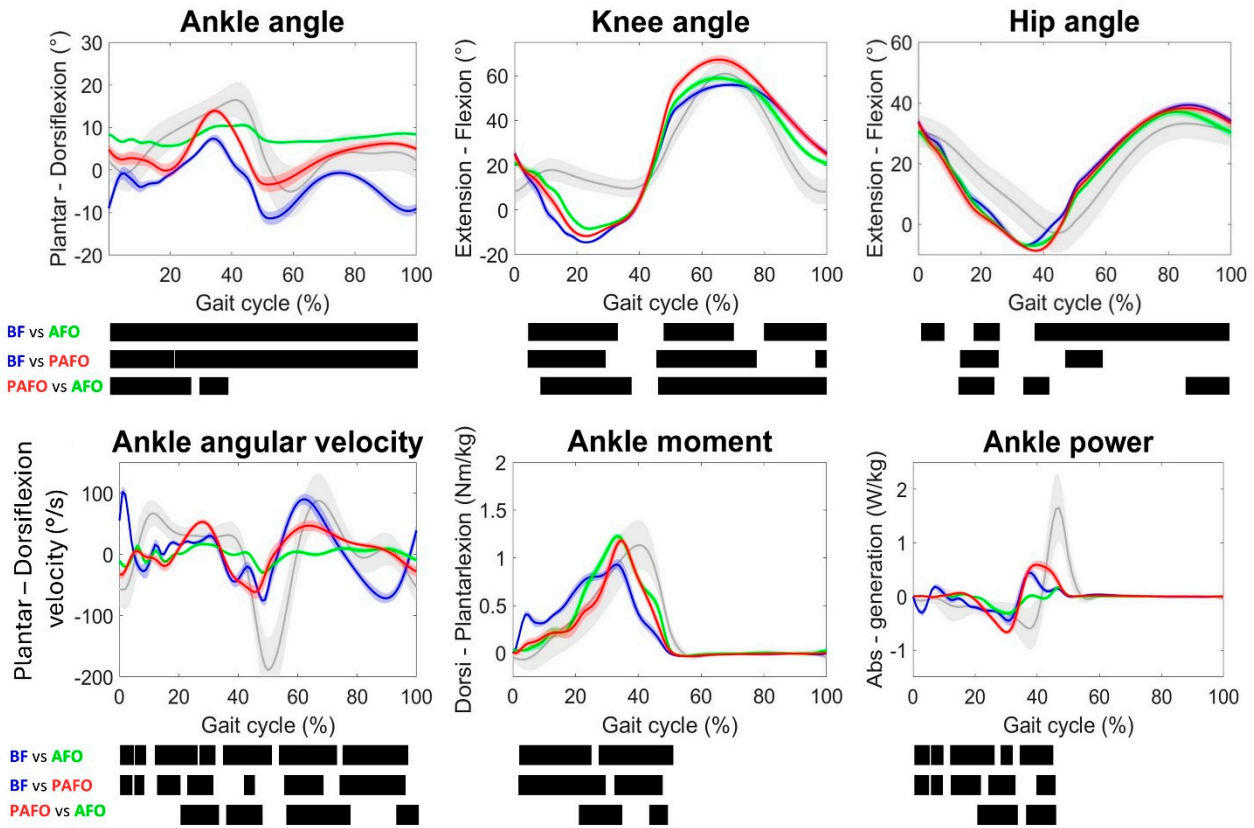 Ankle angle
Plantar - Dorsiflexion (°)
30
20
10
0
-10
-20
20
40
60
80
100
Gait cycle (%)
Knee angle
Extension - Flexion (°)
60
40
20
0
-20
0
20
40
60
80
100
Gait cycle (%)
Hip angle
Extension - Flexion (°)
60
40
20
0
0
20
40
60
80
100
Gait cycle (%)
BF vs AFO
BF vs PAFO
PAFO vs AFO
Ankle angular velocity
Plantar – Dorsiflexion
velocity (º/s)
100
0
-100
-200
0
20
40
60
80
100
Gait cycle (%)
Ankle moment
Dorsi - Plantarlexion (Nm/kg)
2
1.5
1
0.5
0
0
20
40
60
80
100
Gait cycle (%)
Ankle power
Abs - generation (W/kg)
2
1
0
-1
0
20
40
60
80
100
Gait cycle (%)
BF vs AFO
BF vs PAFO
PAFO vs AFO